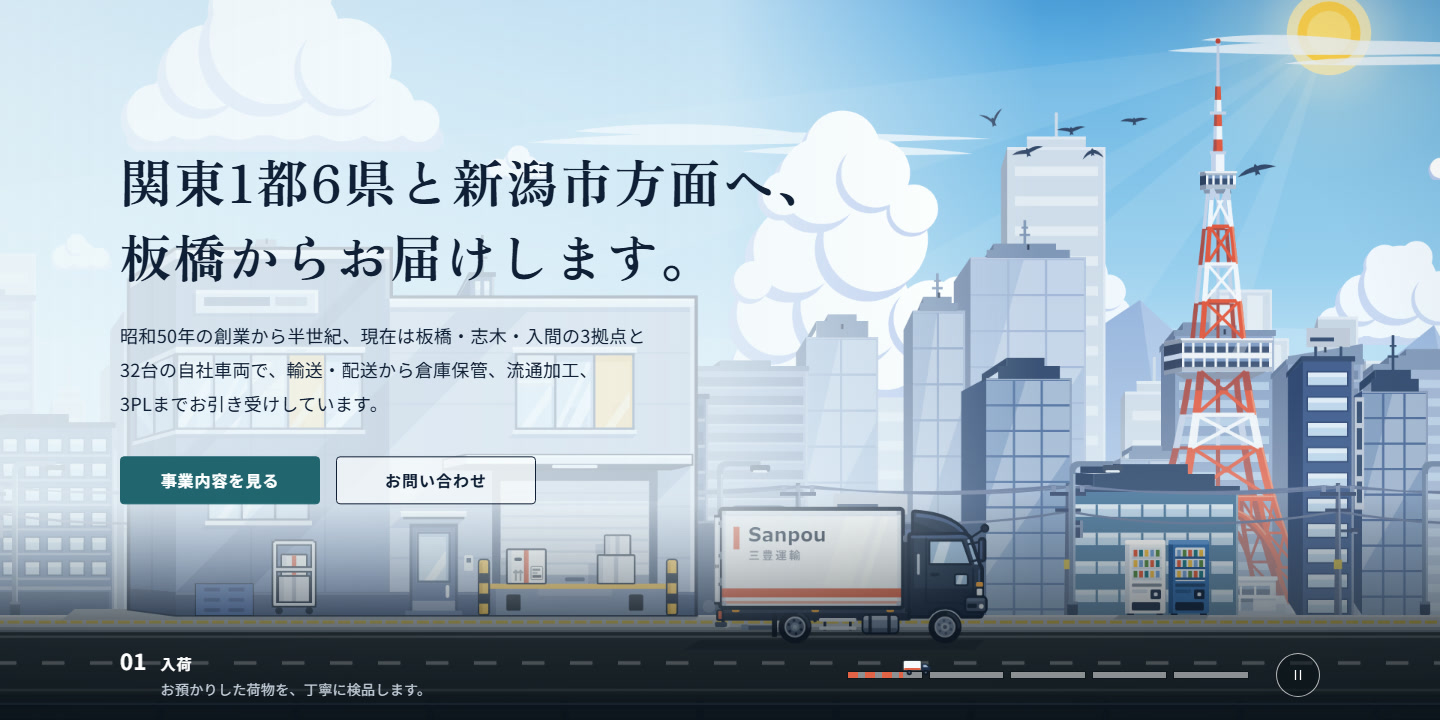 関東1都6県と新潟市方面へ、
板橋からお届けします。
昭和50年の創業から半世紀、現在は板橋・志木・入間の3拠点と
32台の自社車両で、輸送・配送から倉庫保管、流通加工、
3PLまでお引き受けしています。
事業内容を見る
お問い合わせ
Sanpou
三豊運輸
01 入荷
お預かりした荷物を、丁寧に検品します。